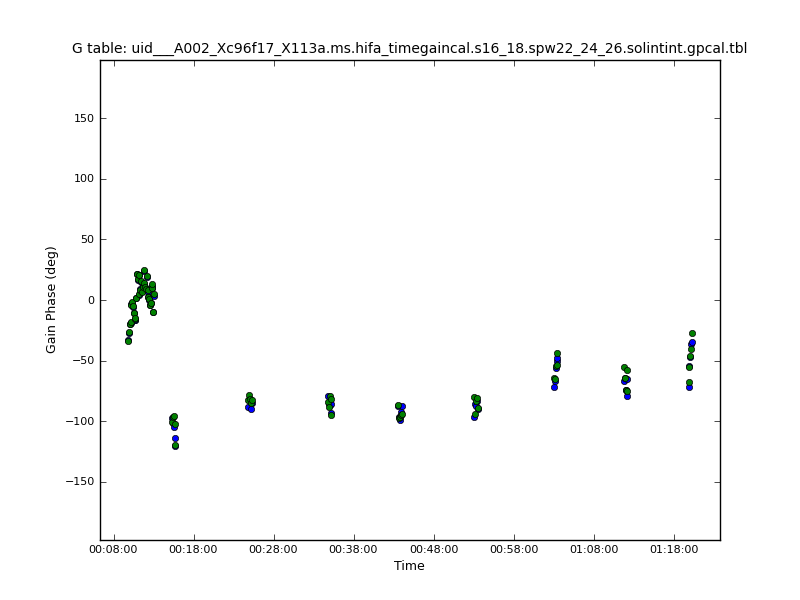 G table: uid___A002_Xc96f17_X113a.ms.hifa_timegaincal.s16_18.spw22_24_26.solintint.gpcal.tbl
150
100
50
0
−50
−100
−150
Gain Phase (deg)
00:08:00 00:18:00 00:28:00 00:38:00 00:48:00 00:58:00 01:08:00 01:18:00
Time